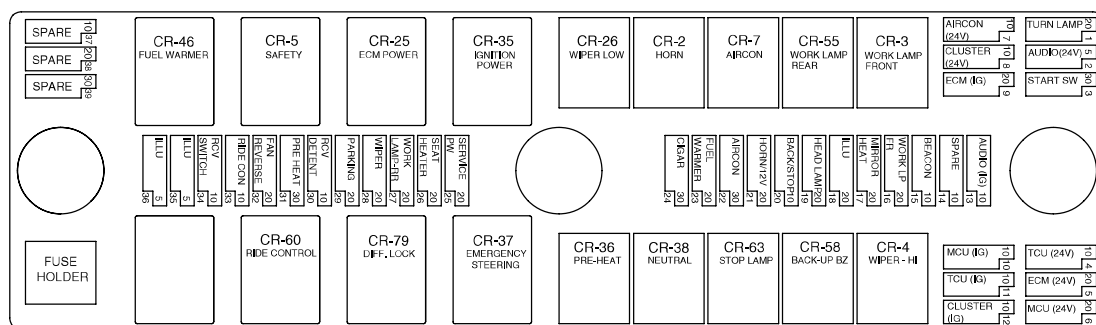 SPARE 10 37
SPARE 20 38
SPARE 30 39
CR-46
FUEL WARMER
CR-5
SAFETY
CR-25
ECM POWER
CR-35
IGNITION
POWER
CR-26
WIPER LOW
CR-2
HORN
CR-7
AIRCON
CR-55
WORK LAMP
REAR
CR-3
WORK LAMP
FRONT
AIRCON
(24V)
10 7
CLUSTER
(24V)
10 8
ECM (IG) 20 9
TURN LAMP 20 1
AUDIO(24V) 5 2
START SW 30 3
ILLU
36 5
ILLU
35 5
RCV
SWITCH
34 10
RIDE CON
33 10
FAN
REVERSE
32 20
PRE HEAT
31 30
RCV
DETENT
30 10
PARKING
29 20
WIPER
28 20
WORK
LAMP-RR
27 20
SEAT
HEATER
26 20
SERVICE
PW
25 20
CIGAR
24 30
FUEL
WARMER
23 20
AIRCON
22 30
HORN/12V
21 20
BACK/STOP
20 10
HEAD LAMP
19 20
ILLU
18 20
MIRROR
HEAT
17 20
WORK LP
FR
16 20
BEACON
15 10
SPARE
14 10
AUDIO (IG)
13 10
FUSE
HOLDER
CR-60
RIDE CONTROL
CR-79
DIFF. LOCK
CR-37
EMERGENCY
STEERING
CR-36
PRE-HEAT
CR-38
NEUTRAL
CR-63
STOP LAMP
CR-58
BACK-UP BZ
CR-4
WIPER - HI
MCU (IG) 10 10
TCU (IG) 10 11
CLUSTER
(IG)
10 12
TCU (24V) 10 4
ECM (24V) 20 5
MCU (24V) 20 6